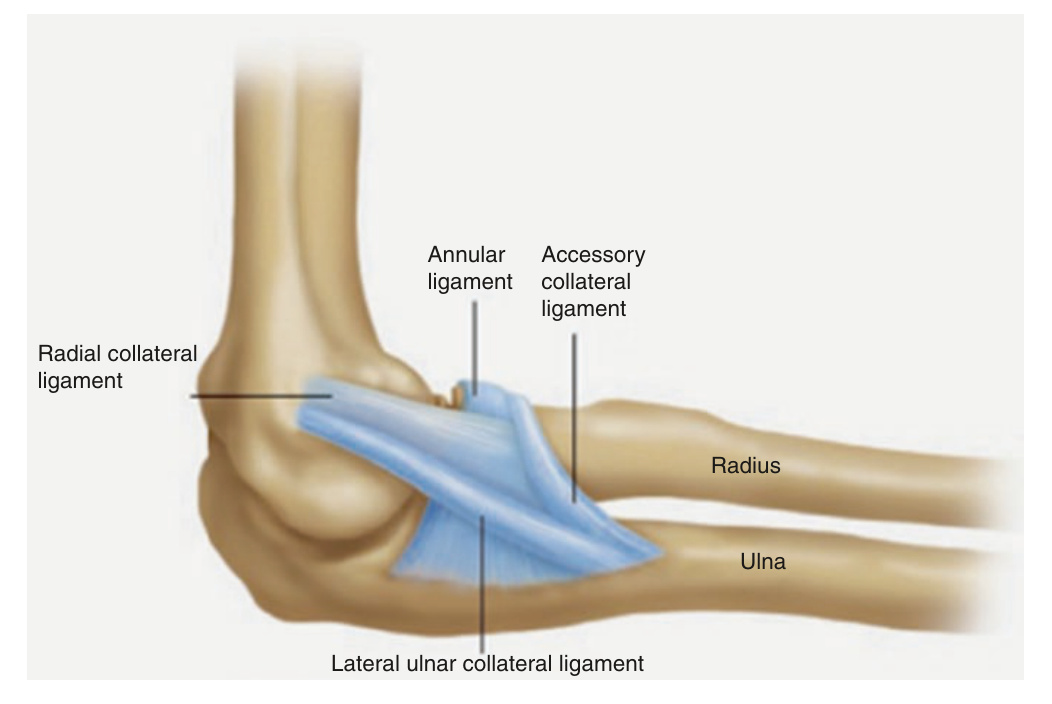 Annular
ligament
Accessory
collateral
ligament
Radial collateral
ligament
Radius
Ulna
Lateral ulnar collateral ligament